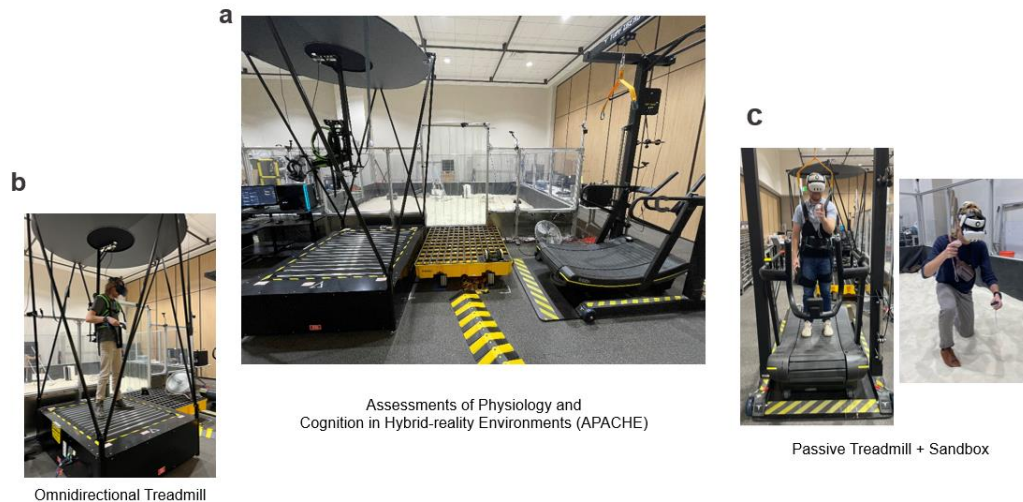 a
b
c
Assessments of Physiology and
Cognition in Hybrid-reality Environments (APACHE)
Omnidirectional Treadmill
Passive Treadmill + Sandbox